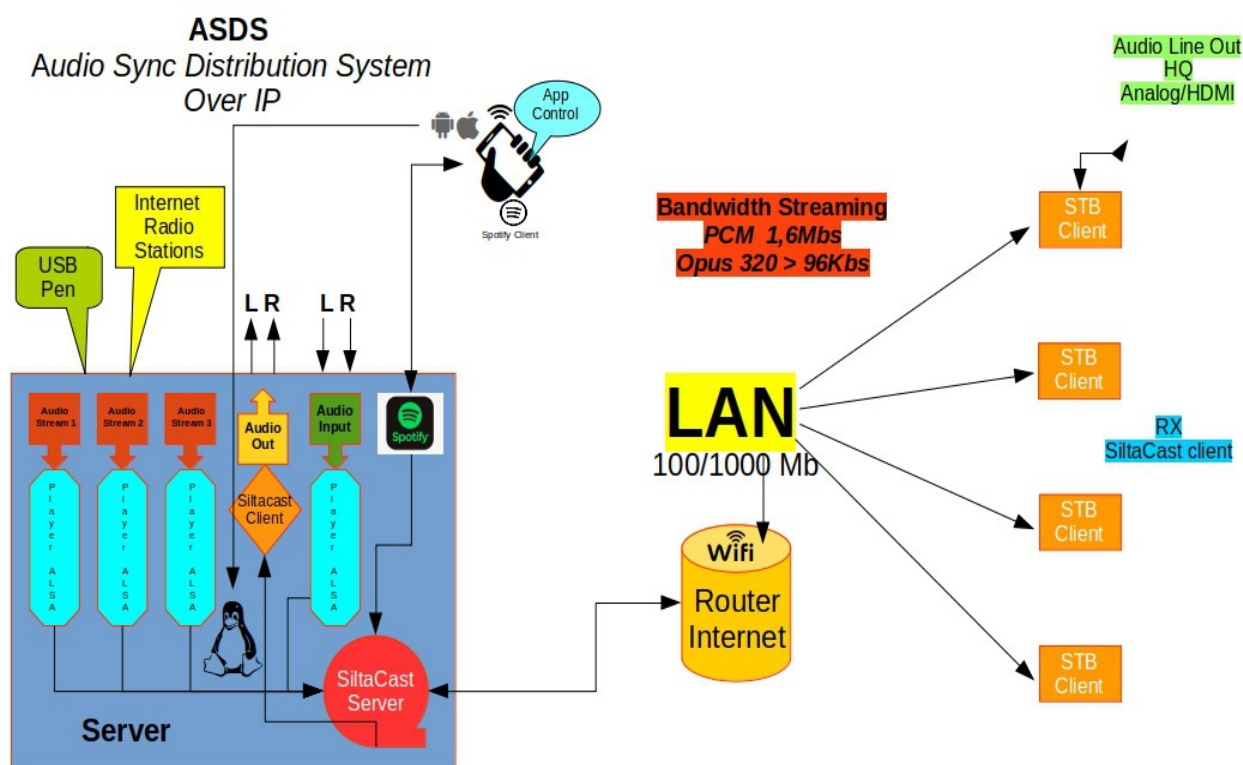 ASDS
Audio Sync Distribution System
Over IP
App
Control
Spotify Client
Audio Line Out
HQ
Analog/HDMI
Internet
Radio
Stations
USB
Pen
Bandwidth Streaming
PCM 1,6Mbs
Opus 320 > 96Kbs
L R
L R
STB
Client
STB
Client
STB
Client
STB
Client
RX
SiltaCast client
LAN
100/1000 Mb
Wifi
Router
Internet
Audio
Stream 1
Audio
Stream 2
Audio
Stream 3
Audio
Out
Audio
Input
Spotify
Siltacast
Client
Player ALSA
Player ALSA
Player ALSA
Player ALSA
SiltaCast
Server
Server